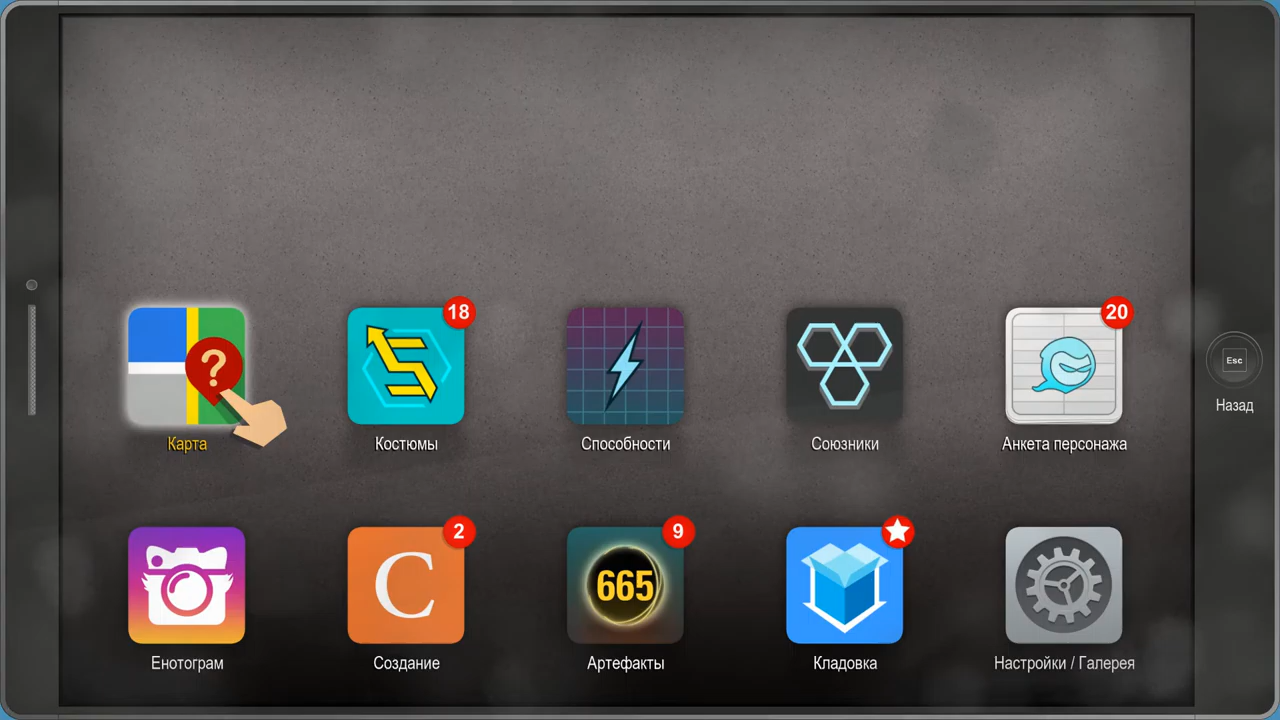 ?
18
20
Esc
Назад
Карта
Костюмы
Способности
Союзники
Анкета персонажа
2
9
C
665
Енотограм
Создание
Артефакты
Кладовка
Настройки / Галерея